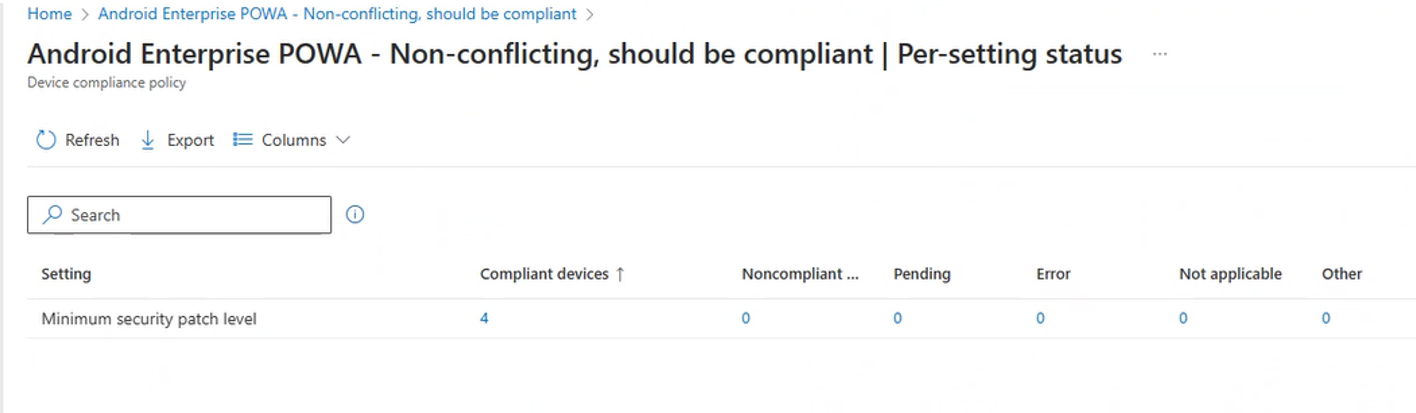 Home > Android Enterprise POWA - Non-conflicting, should be compliant >
Android Enterprise POWA - Non-conflicting, should be compliant | Per-setting status ...
Device compliance policy
Refresh Export Columns
Search
Setting Compliant devices ↑ Noncompliant ... Pending Error Not applicable Other
Minimum security patch level 4 0 0 0 0 0